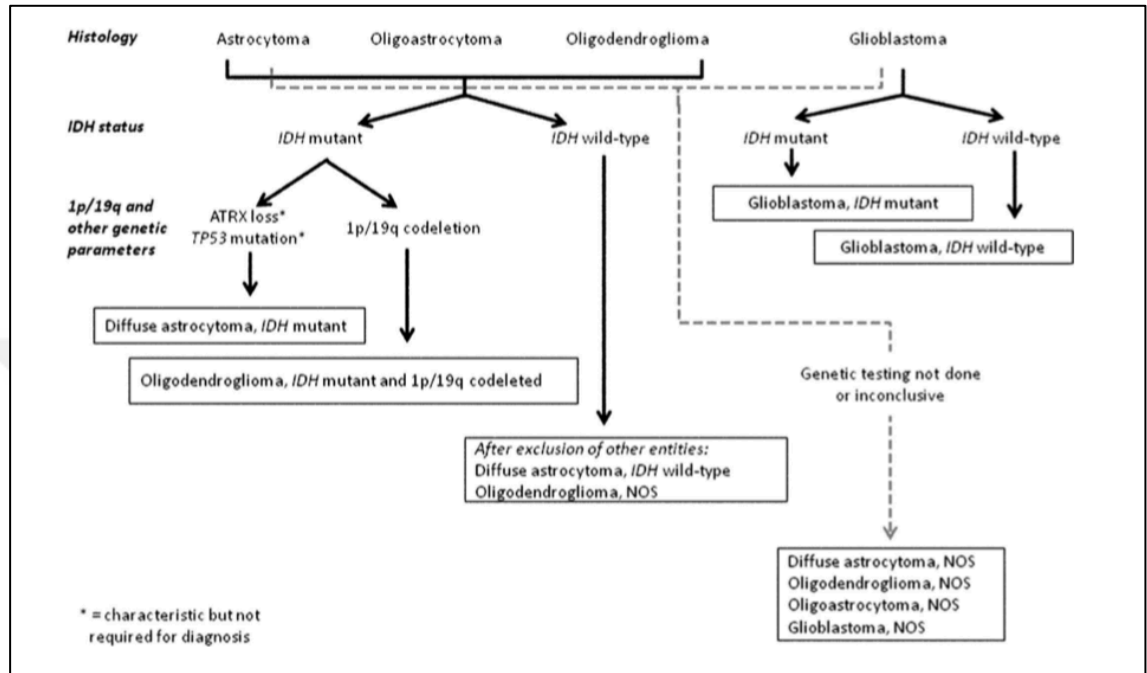 Histology
Astrocytoma
Oligoastrocytoma
Oligodendroglioma
Glioblastoma
IDH status
IDH mutant
IDH wild-type
IDH mutant
IDH wild-type
1p/19q and
other genetic
parameters
ATRX loss*
TP53 mutation*
1p/19q codeletion
Glioblastoma, IDH mutant
Glioblastoma, IDH wild-type
Diffuse astrocytoma, IDH mutant
Oligodendroglioma, IDH mutant and 1p/19q codeleted
Genetic testing not done
or inconclusive
After exclusion of other entities:
Diffuse astrocytoma, IDH wild-type
Oligodendroglioma, NOS
Diffuse astrocytoma, NOS
Oligodendroglioma, NOS
Oligoastrocytoma, NOS
Glioblastoma, NOS
* = characteristic but not
required for diagnosis